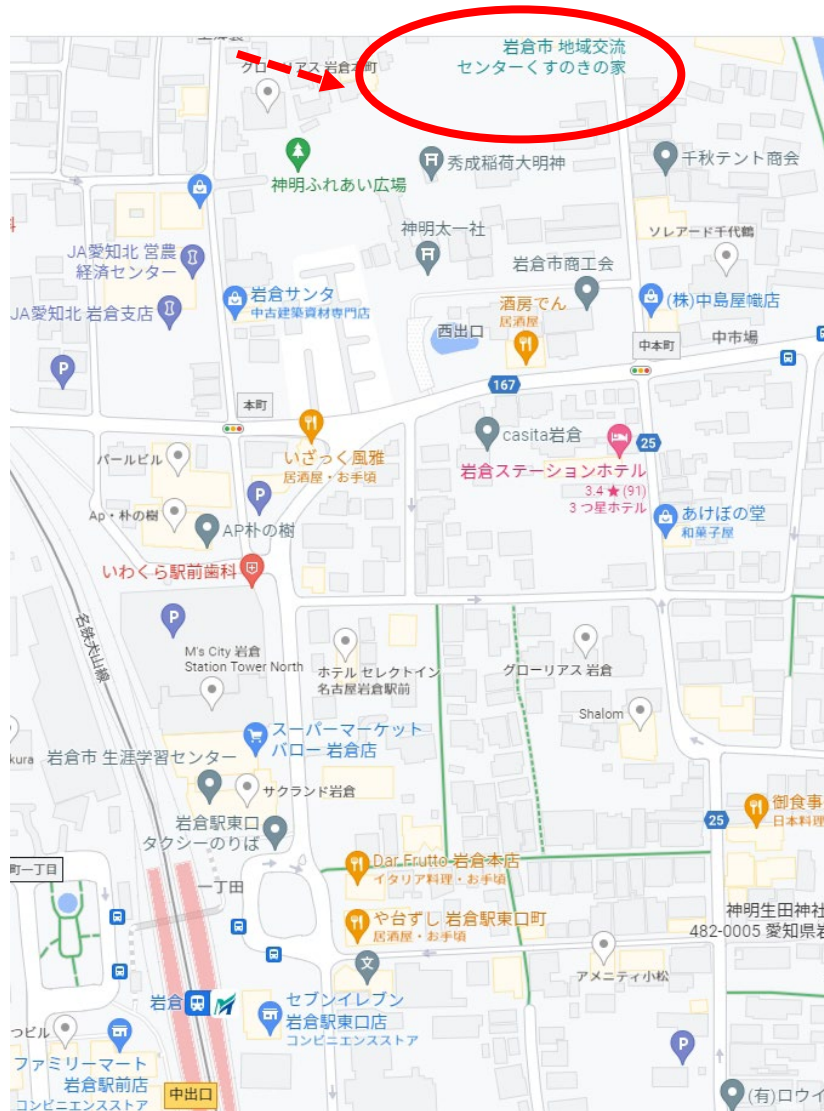 岩倉市 地域交流
センターくすのきの家
グローリアス 岩倉本町
神明ふれあい広場
秀成稲荷大明神
千秋テント商会
神明太一社
ソレアード千代鶴
JA愛知北 営農
経済センター
岩倉市商工会
JA愛知北 岩倉支店
岩倉サンタ
中古建築資材専門店
酒房でん
居酒屋
(株)中島屋幟店
西出口
中本町
中市場
P
167
本町
casita岩倉
25
パールビル
いざっく風雅
居酒屋・お手頃
岩倉ステーションホテル
3.4 ★ (91)
3 つ星ホテル
P
Ap・朴の樹
AP朴の樹
あけぼの堂
和菓子屋
いわくら駅前歯科
P
名鉄犬山線
M's City 岩倉
Station Tower North
ホテル セレクトイン
名古屋岩倉駅前
グローリアス 岩倉
Shalom
スーパーマーケット
バロー 岩倉店
kura
岩倉市 生涯学習センター
サクランド岩倉
御食事
日本料理
25
岩倉駅東口
タクシーのりば
Dar Frutto 岩倉本店
イタリア料理・お手頃
町一丁目
一丁田
や台ずし 岩倉駅東口町
居酒屋・お手頃
神明生田神社
482-0005 愛知県岩
文
アメニティ小松
岩倉
セブンイレブン
岩倉駅東口店
コンビニエンスストア
つビル
P
ファミリーマート
岩倉駅前店
コンビニエンスストア
中出口
(有)ロウイ